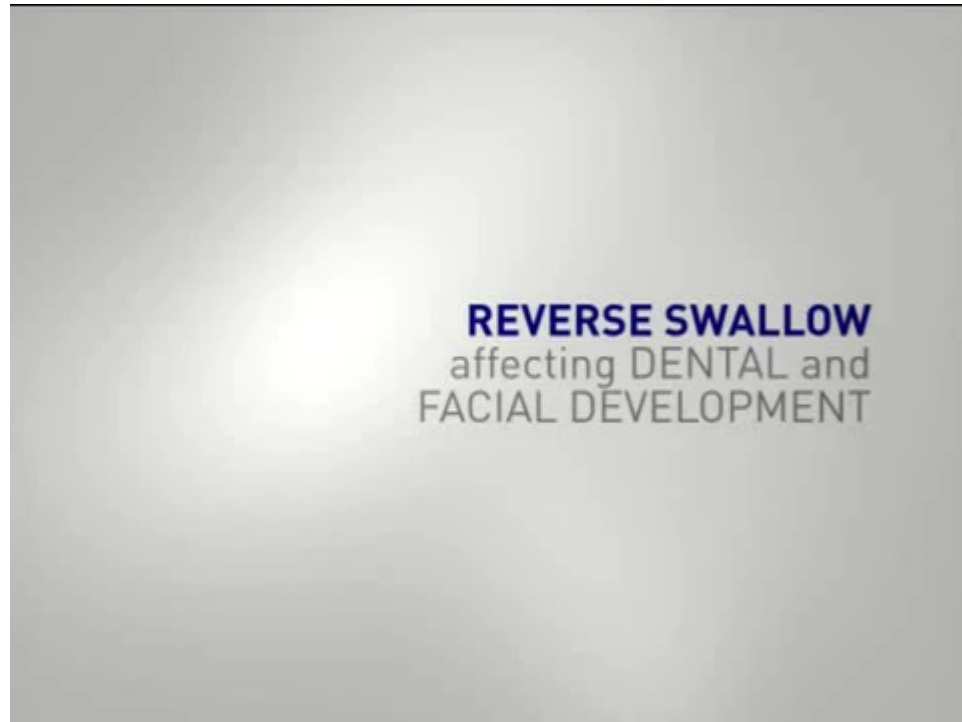 REVERSE SWALLOW
affecting DENTAL and
FACIAL DEVELOPMENT